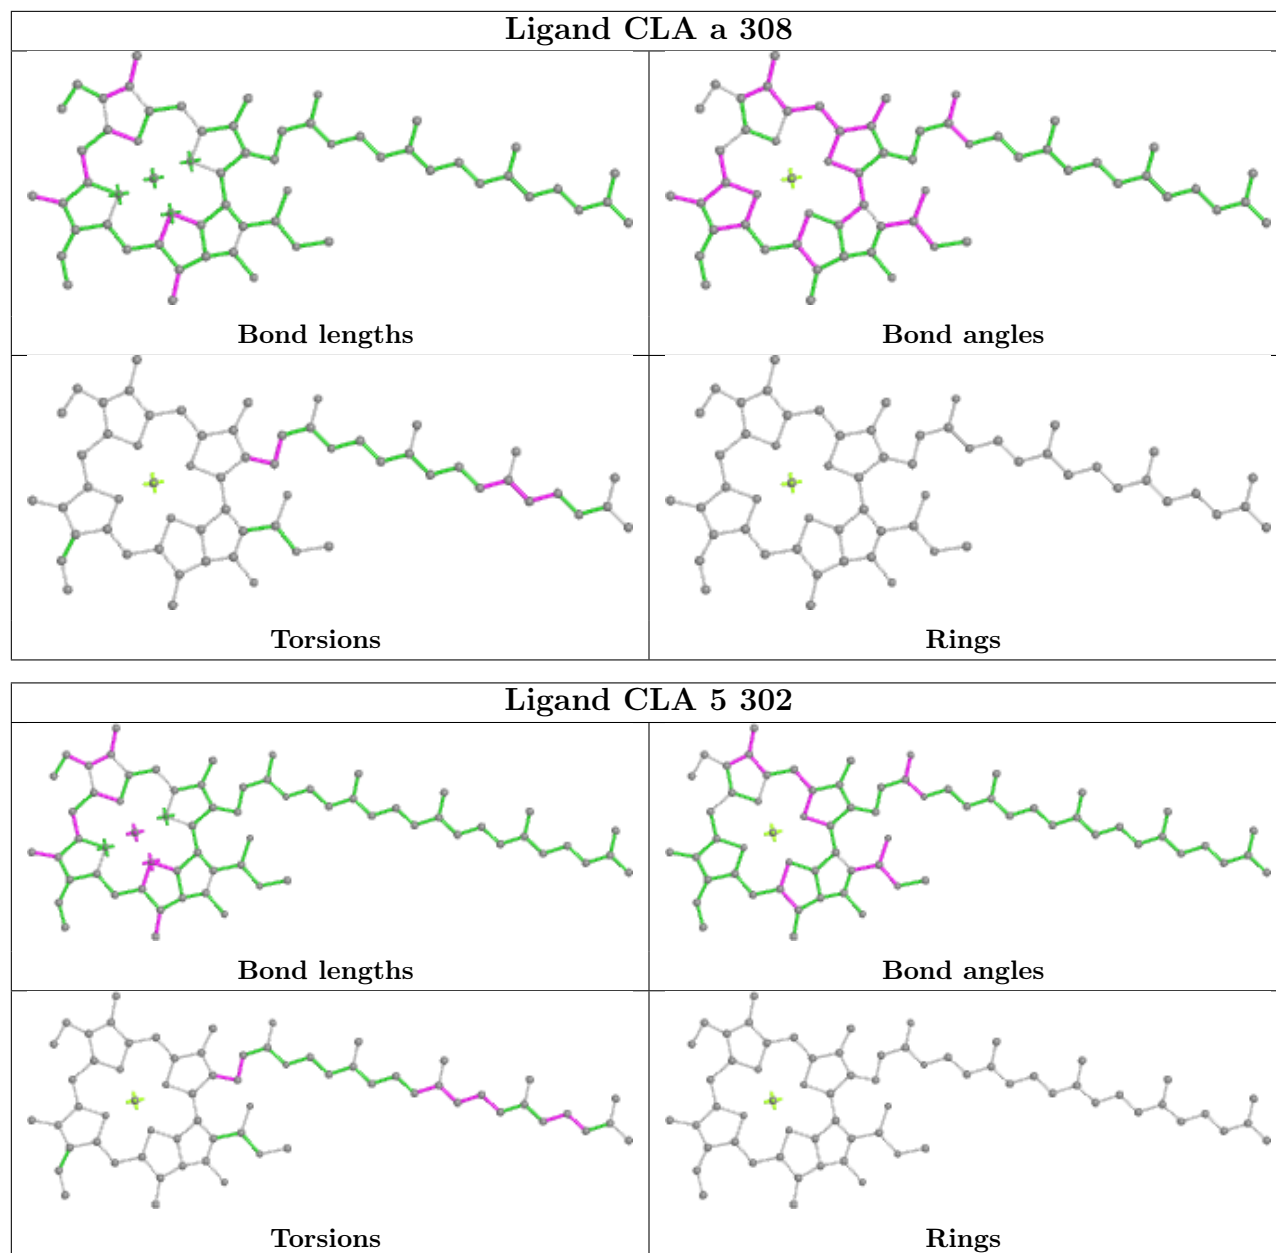 Ligand CLA a 308
Bond lengths
Bond angles
Torsions
Rings
Ligand CLA 5 302
Bond lengths
Bond angles
Torsions
Rings